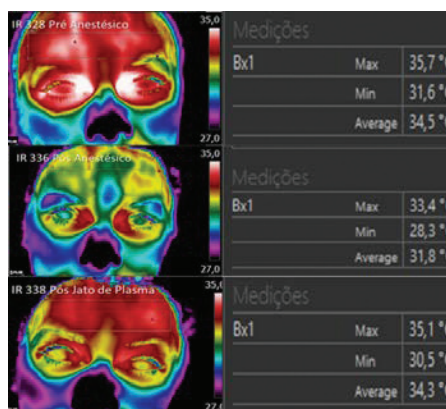 IR 328 Pré Anestésico
35,0
27,0
Medições
Bx1 Max 35,7 °
Min 31,6 °
Average 34,5 °
IR 336 Pós Anestésico
35,0
27,0
Medições
Bx1 Max 33,4 °
Min 28,3 °
Average 31,8 °
IR 338 Pós Jato de Plasma
35,
27,
Medições
Bx1 Max 35,1 °
Min 30,5 °
Average 34,3 °